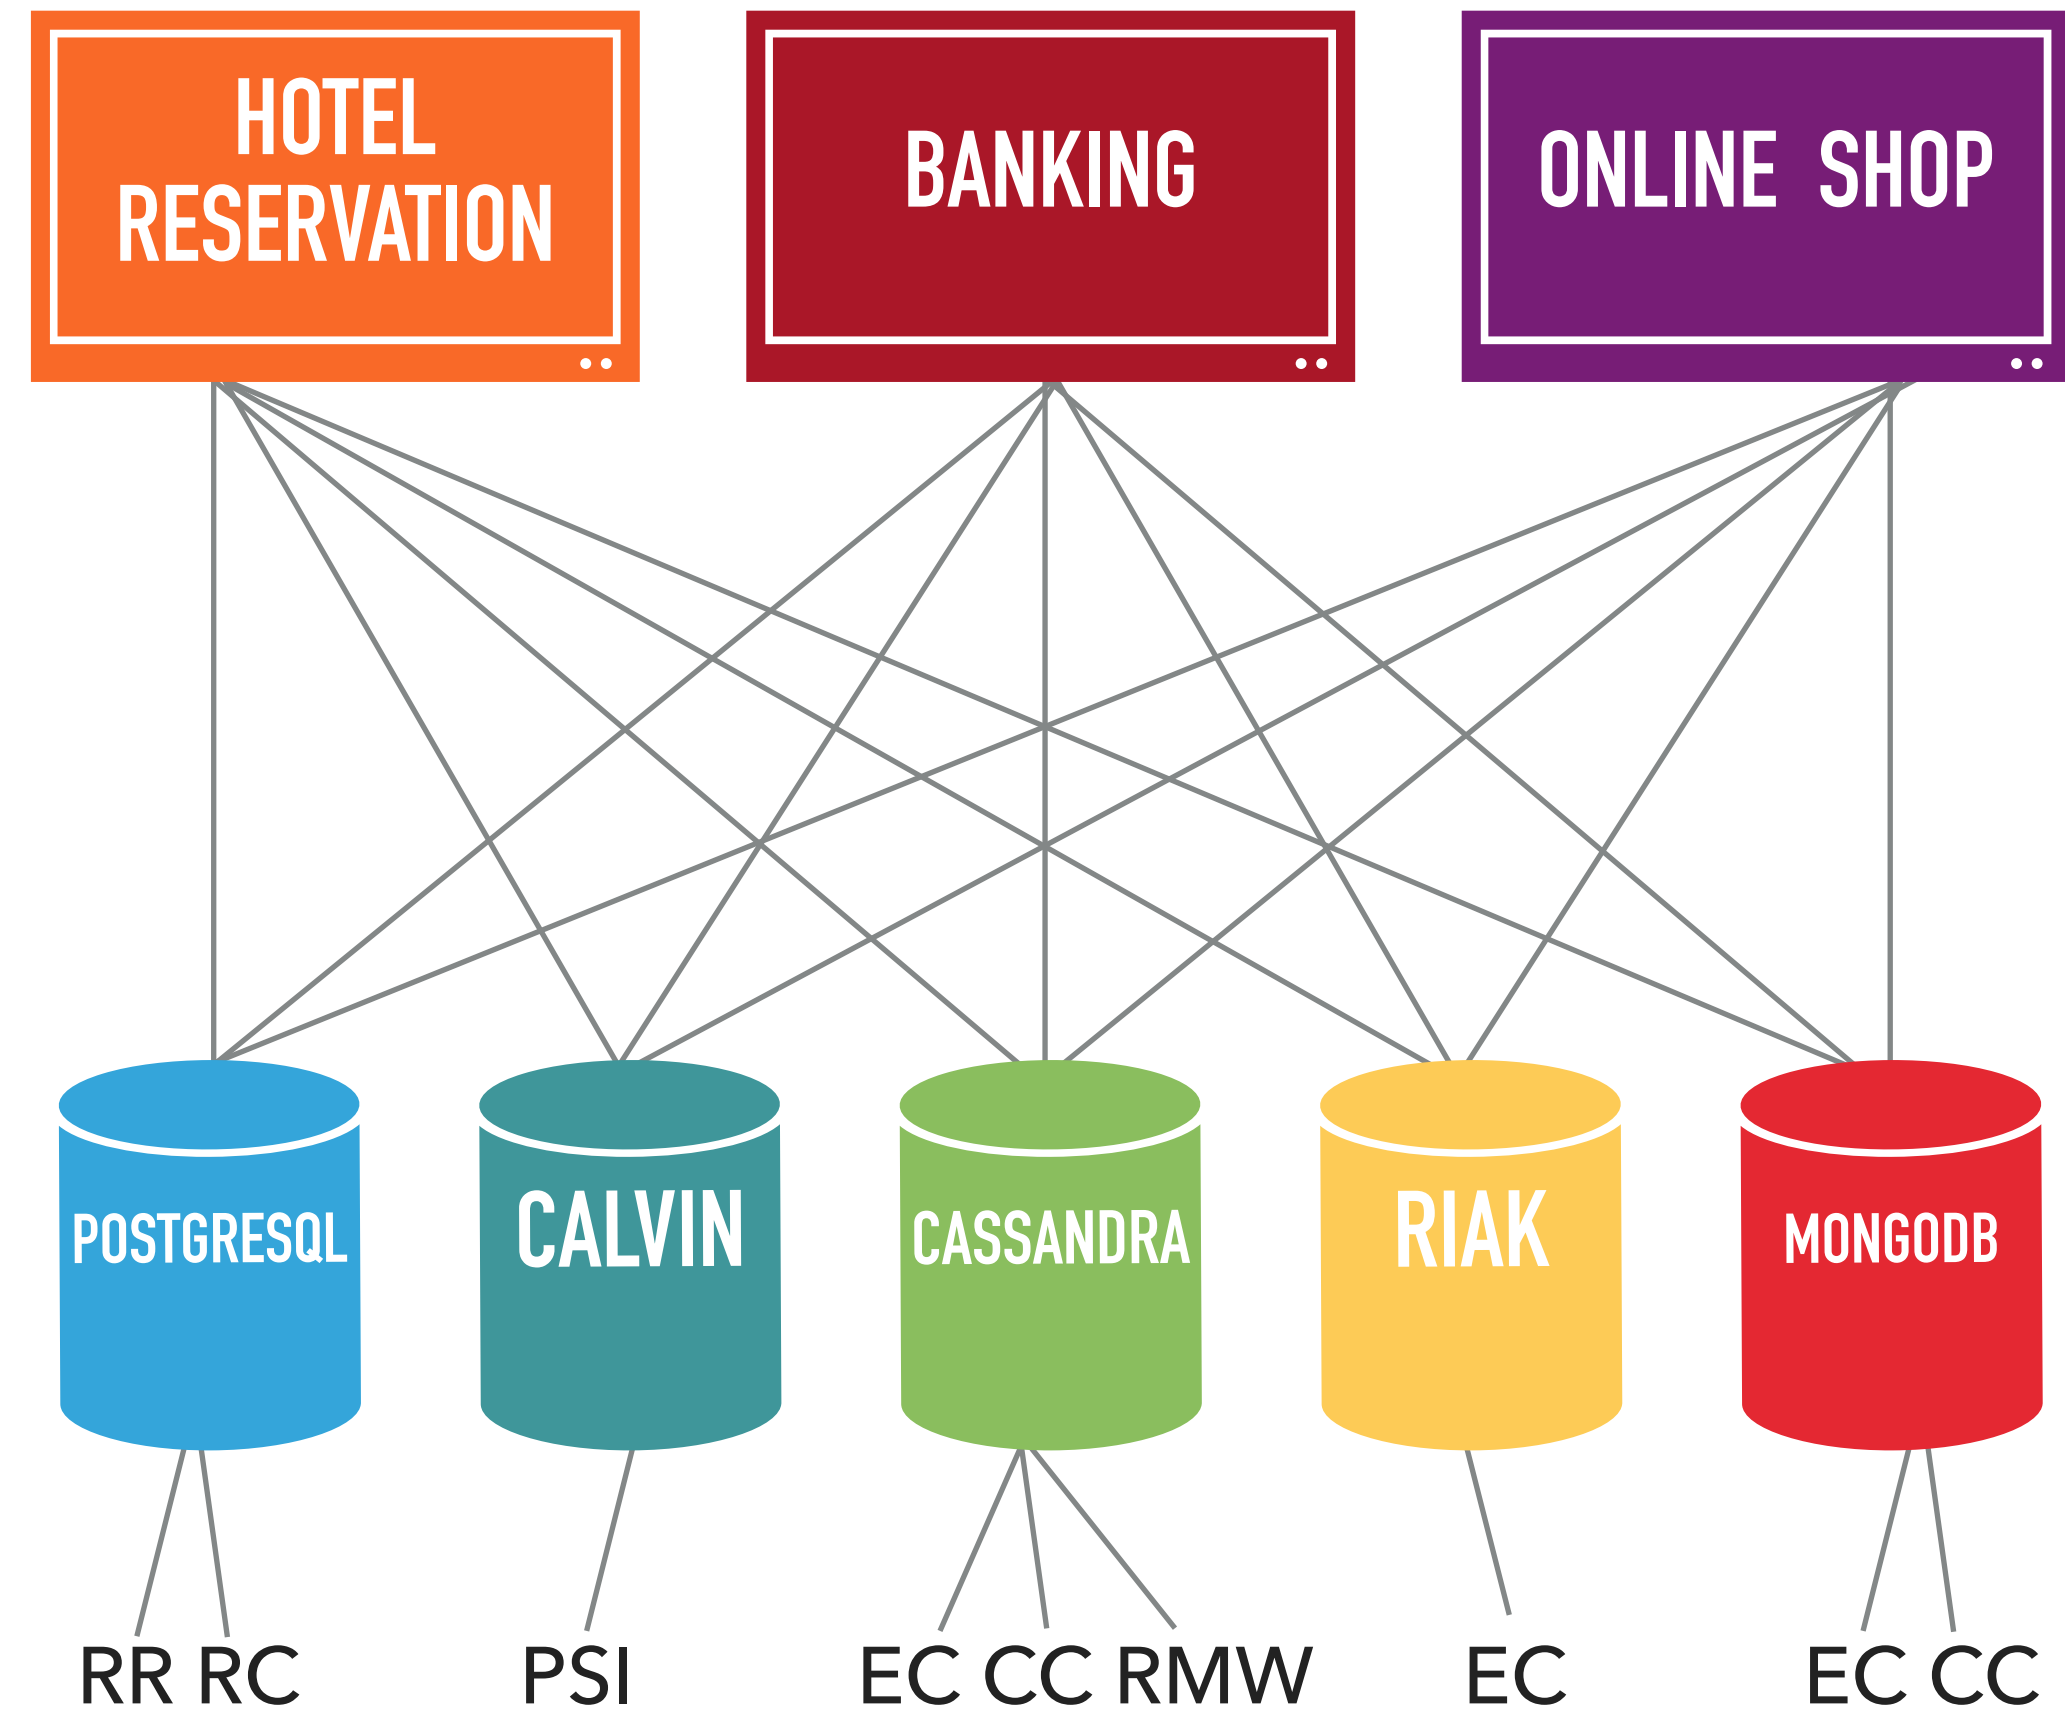 HOTEL
RESERVATION
BANKING
ONLINE SHOP
POSTGRESQL
CALVIN
CASSANDRA
RIAK
MONGODB
RR RC
PSI
EC CC RMW
EC
EC CC